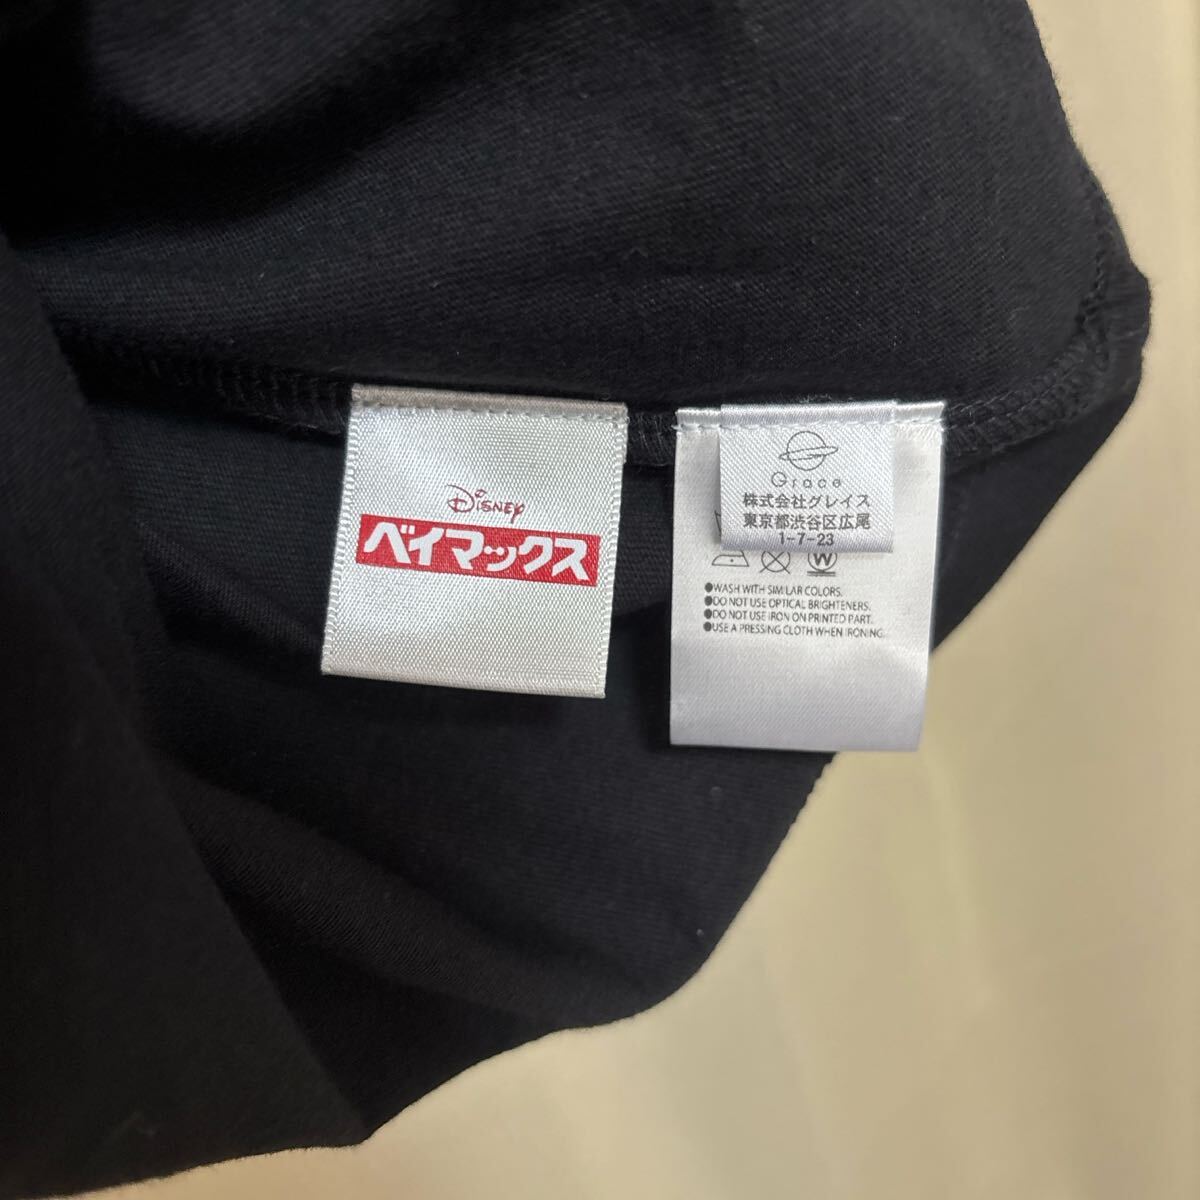 Disney
ベイマックス
Grace
株式会社グレイス
東京都渋谷区広尾
1-7-23
W
●WASH WITH SIMILAR COLORS.
●DO NOT USE OPTICAL BRIGHTENERS.
●DO NOT USE IRON ON PRINTED PART.
●USE A PRESSING CLOTH WHEN IRONING.